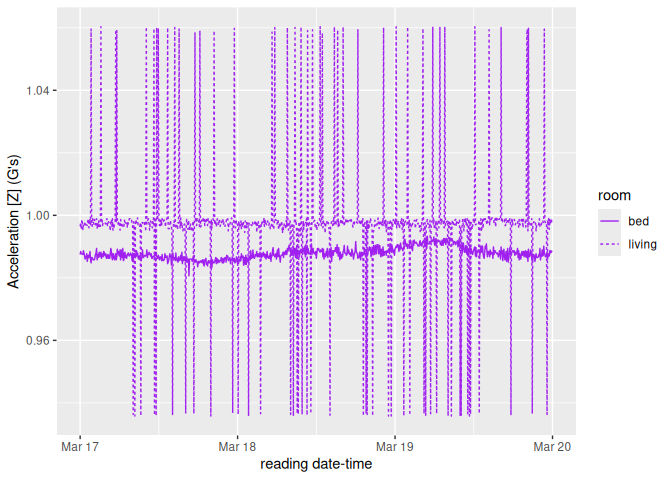 1.04
1.00
0.96
Acceleration [Z] (G's)
Mar 17
Mar 18
Mar 19
Mar 20
reading date-time
room
bed
living